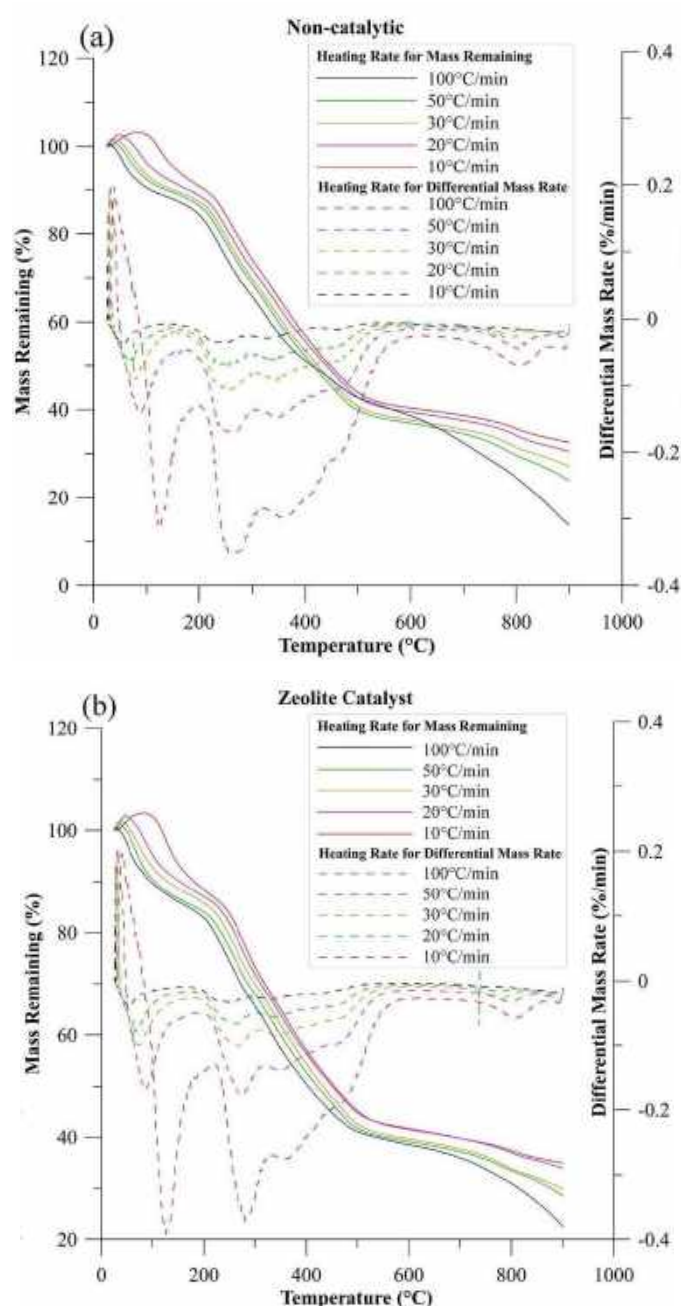 (a)
Non-catalytic
Heating Rate for Mass Remaining
100°C/min
50°C/min
30°C/min
20°C/min
10°C/min
Heating Rate for Differential Mass Rate
100°C/min
50°C/min
30°C/min
20°C/min
10°C/min
120
100
80
60
40
20
0
Mass Remaining (%)
0.4
0.2
0
-0.2
-0.4
Differential Mass Rate (%/min)
0
200
400
600
800
1000
Temperature (°C)
(b)
Zeolite Catalyst
Heating Rate for Mass Remaining
100°C/min
50°C/min
30°C/min
20°C/min
10°C/min
Heating Rate for Differential Mass Rate
100°C/min
50°C/min
30°C/min
20°C/min
10°C/min
120
100
80
60
40
20
Mass Remaining (%)
0.4
0.2
0
-0.2
-0.4
Differential Mass Rate (%/min)
0
200
400
600
800
1000
Temperature (°C)